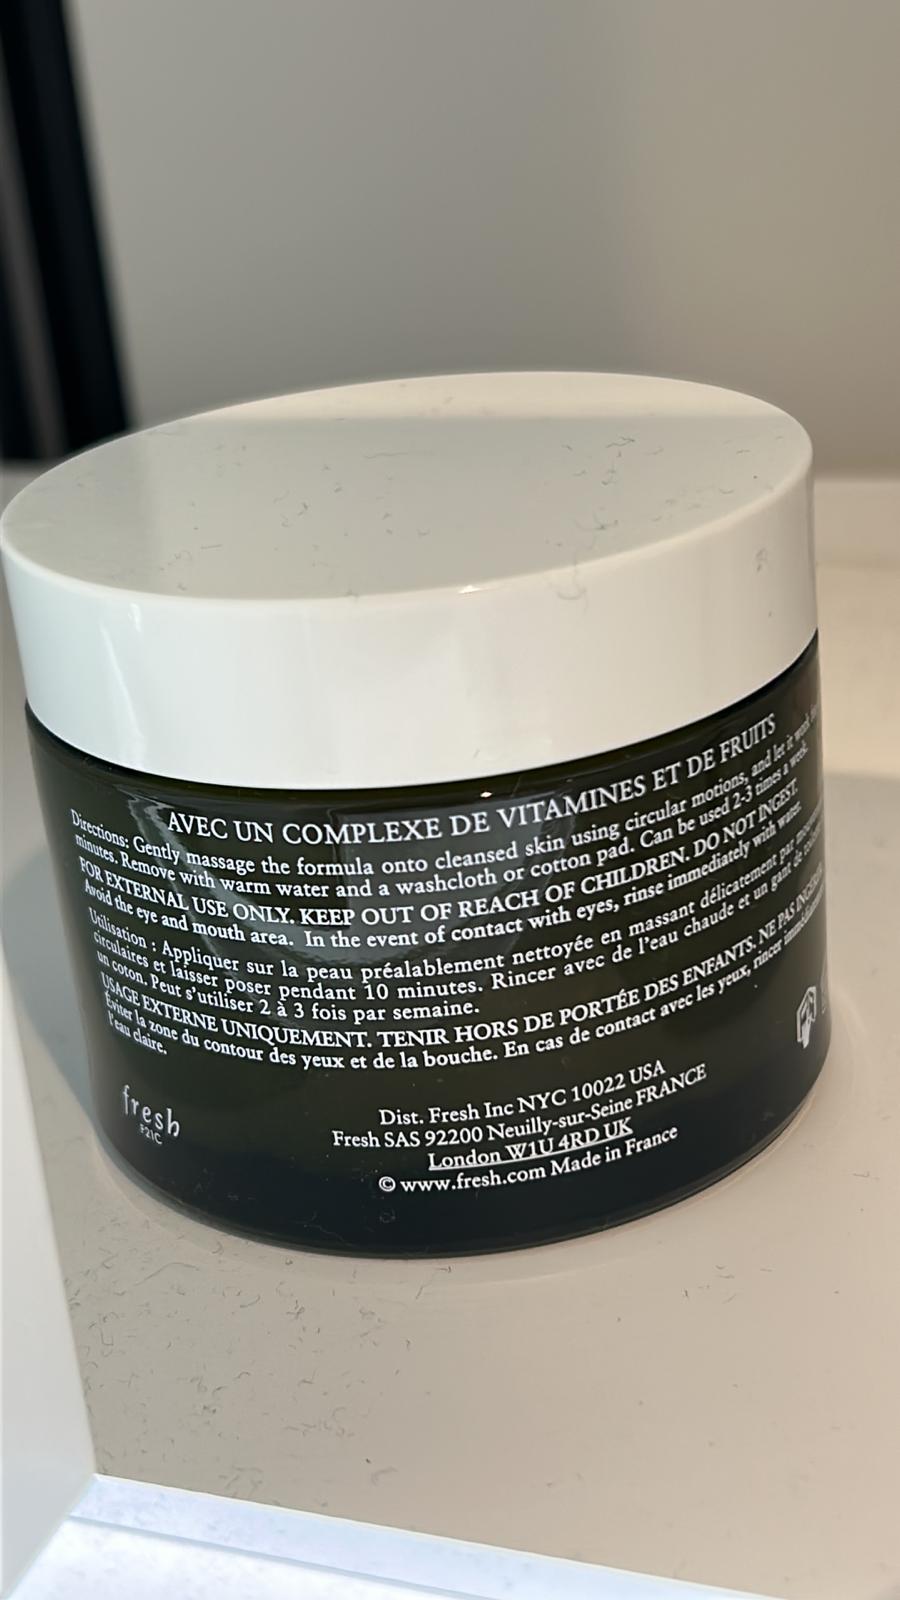 AVEC UN COMPLEXE DE VITAMINES ET DE FRUITS
Directions: Gently massage the formula onto cleansed skin using circular motions, and let it work
minutes. Remove with warm water and a washcloth or cotton pad. Can be used 2-3 times a week.
FOR EXTERNAL USE ONLY. KEEP OUT OF REACH OF CHILDREN. DO NOT INGEST.
Avoid the eye and mouth area. In the event of contact with eyes, rinse immediately with water.
Utilisation : Appliquer sur la peau préalablement nettoyée en massant délicatement par
circulaires et laisser poser pendant 10 minutes. Rincer avec de l'eau chaude et un gant de
un coton. Peut s'utiliser 2 à 3 fois par semaine.
USAGE EXTERNE UNIQUEMENT. TENIR HORS DE PORTÉE DES ENFANTS. NE PAS
Éviter la zone du contour des yeux et de la bouche. En cas de contact avec les yeux, rincer
l'eau claire.
fresh
F21C
Dist. Fresh Inc NYC 10022 USA
Fresh SAS 92200 Neuilly-sur-Seine FRANCE
London W1U 4RD UK
© www.fresh.com Made in France